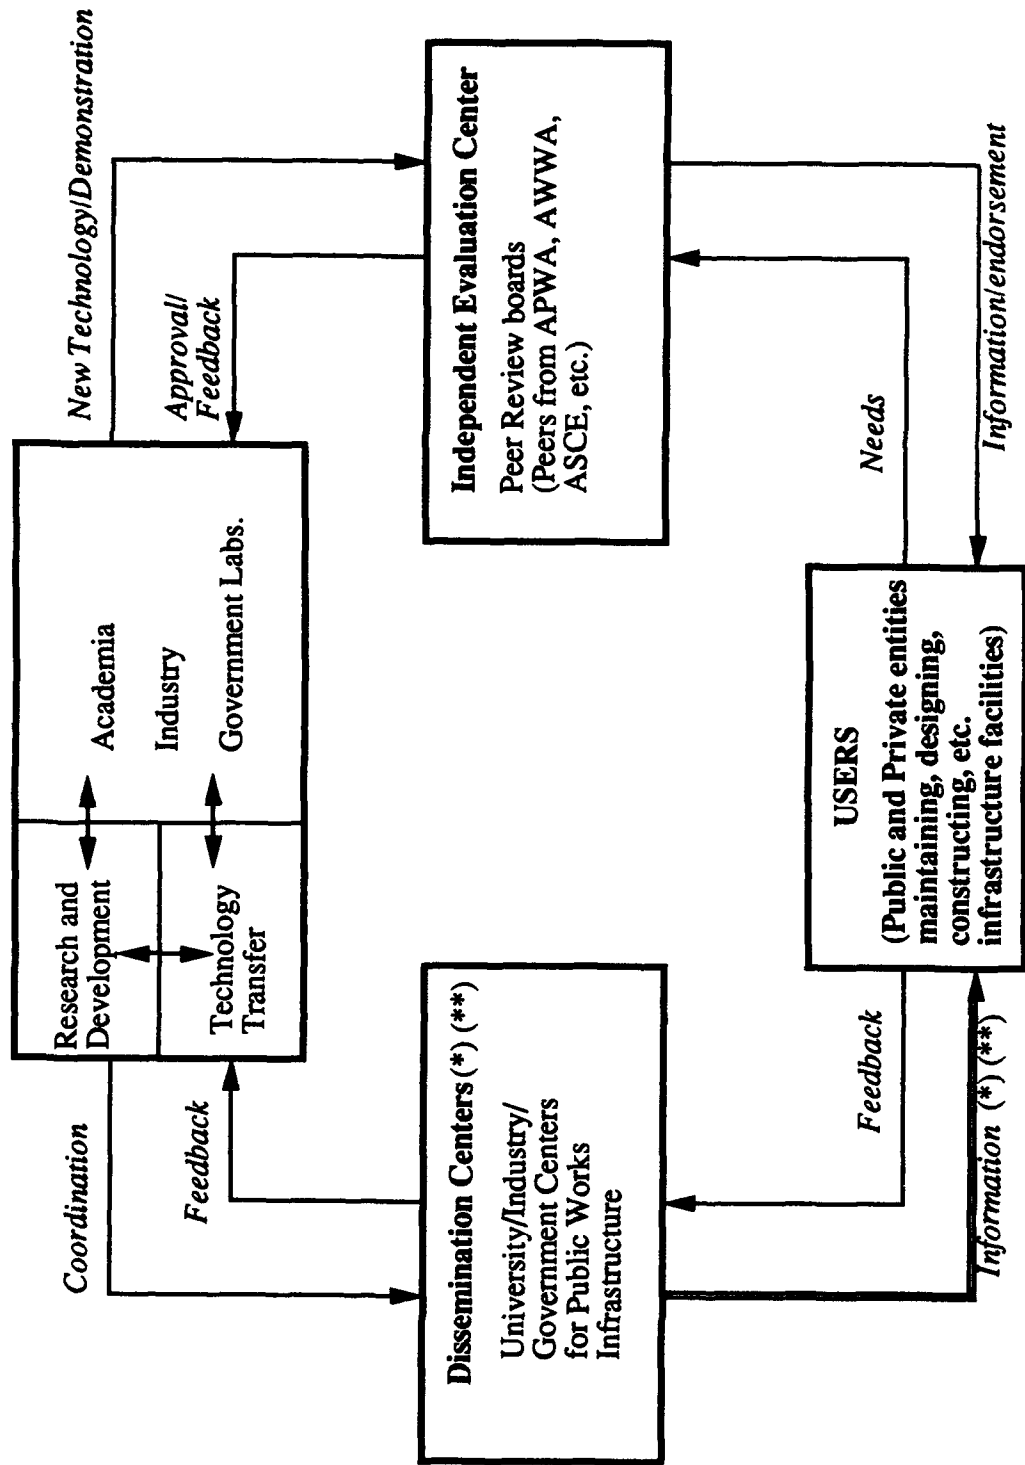 Coordination
Feedback
Research and
Development
Technology
Transfer
Academia
Industry
Government Labs.
New Technology/Demonstration
Approval/
Feedback
Dissemination Centers (*) (**)
University/Industry/
Government Centers
for Public Works
Infrastructure
Independent Evaluation Center
Peer Review boards
(Peers from APWA, AWWA,
ASCE, etc.)
Feedback
Information (*) (**)
USERS
(Public and Private entities
maintaining, designing,
constructing, etc.
infrastructure facilities)
Needs
Information/endorsement